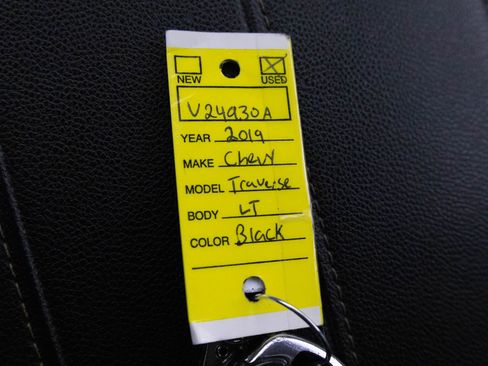 NEW USED
V24930A
YEAR 2019
MAKE Chevy
MODEL Traverse
BODY LT
COLOR Black